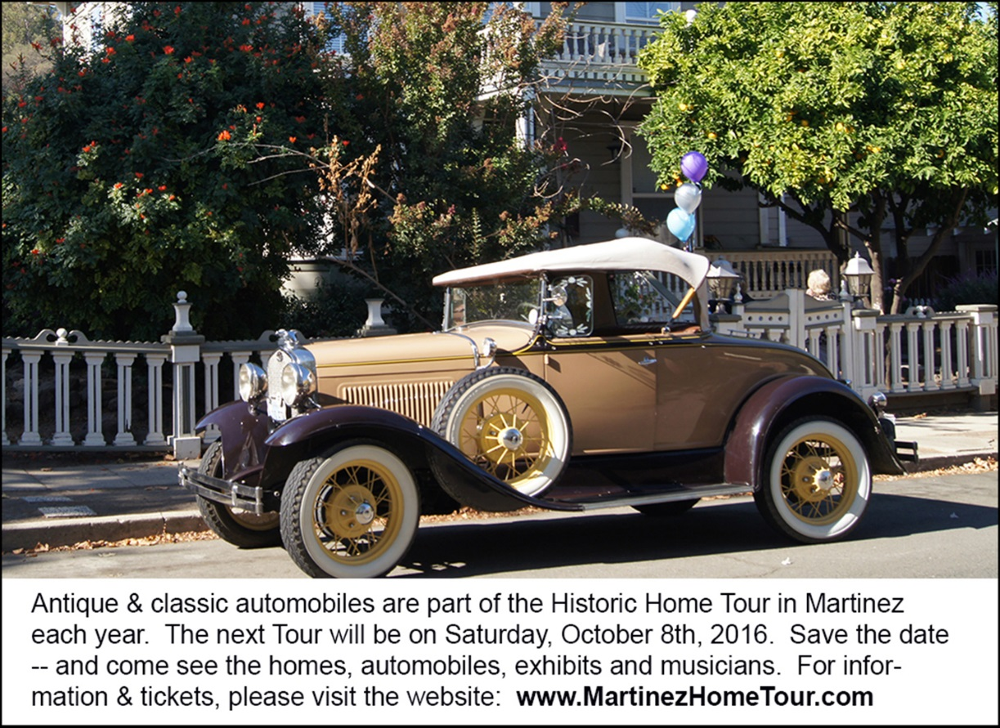 Antique & classic automobiles are part of the Historic Home Tour in Martinez
each year.  The next Tour will be on Saturday, October 8th, 2016.  Save the date
-- and come see the homes, automobiles, exhibits and musicians.  For infor-
mation & tickets, please visit the website:  www.MartinezHomeTour.com